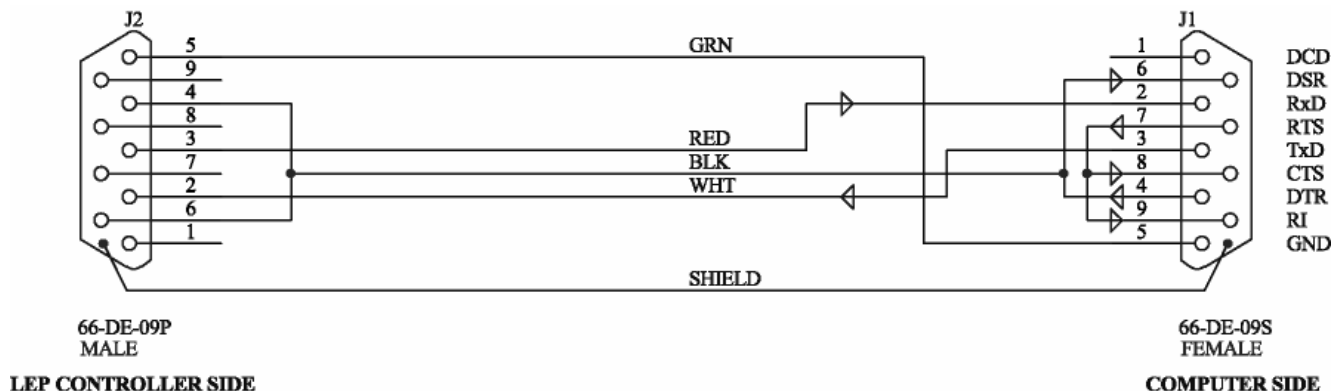 J2 J1
5 GRN 1 DCD
9 6 DSR
4 2 RxD
8 7 RTS
3 RED 3 TxD
7 BLK 8 CTS
2 WHT 4 DTR
6 9 RI
1 5 GND
SHIELD
66-DE-09P 66-DE-09S
MALE FEMALE
LEP CONTROLLER SIDE COMPUTER SIDE